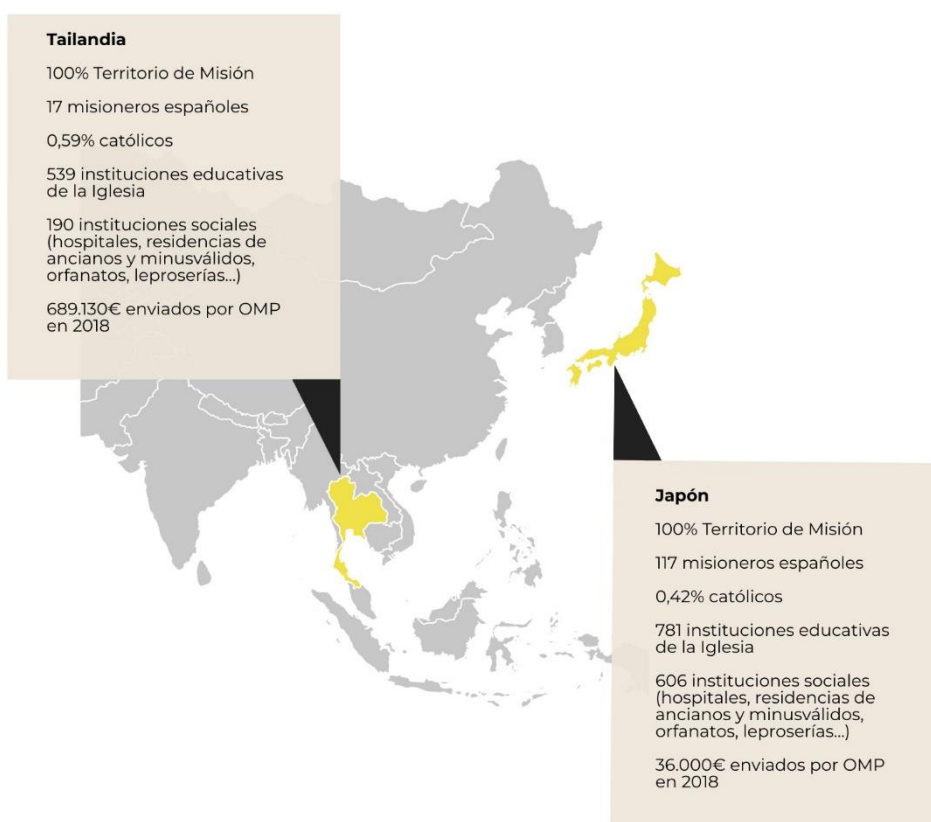 Tailandia
100% Territorio de Misión
17 misioneros españoles
0,59% católicos
539 instituciones educativas
de la Iglesia
190 instituciones sociales
(hospitales, residencias de
ancianos y minusválidos,
orfanatos, leproserías...)
689.130€ enviados por OMP
en 2018
Japón
100% Territorio de Misión
117 misioneros españoles
0,42% católicos
781 instituciones educativas
de la Iglesia
606 instituciones sociales
(hospitales, residencias de
ancianos y minusválidos,
orfanatos, leproserías...)
36.000€ enviados por OMP
en 2018